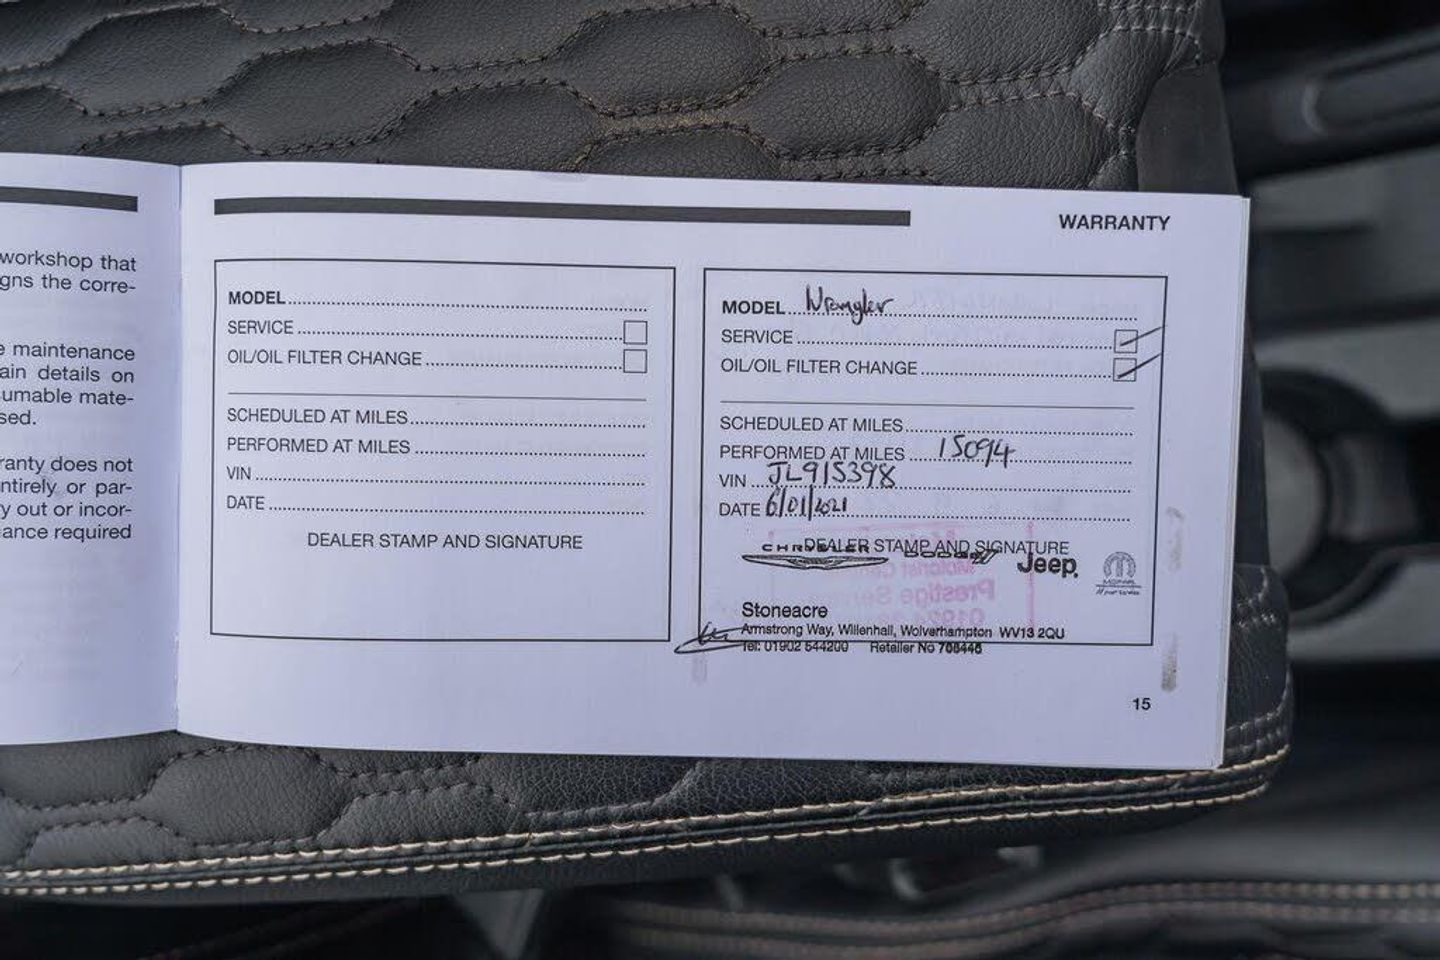 workshop that
gns the corre-
e maintenance
ain details on
umable mate-
sed.
ranty does not
ntirely or par-
y out or incor-
ance required
WARRANTY
MODEL
SERVICE
OIL/OIL FILTER CHANGE
SCHEDULED AT MILES
PERFORMED AT MILES
VIN
DATE
DEALER STAMP AND SIGNATURE
MODEL Wrangler
SERVICE
OIL/OIL FILTER CHANGE
SCHEDULED AT MILES
PERFORMED AT MILES 15094
VIN JL915398
DATE 6/01/2021
DEALER STAMP AND SIGNATURE
CHRYSLER DODGE Jeep. MOPAR
Stoneacre
Armstrong Way, Willenhall, Wolverhampton WV13 2QU
Tel: 01902 544200 Retailer No
15